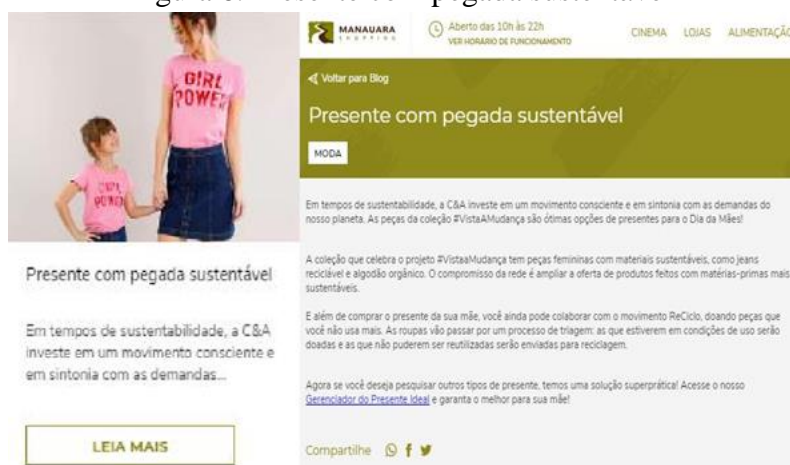 GIRL
POWER
GIRL
POWER
Presente com pegada sustentável
Em tempos de sustentabilidade, a C&A
investe em um movimento consciente e
em sintonia com as demandas...
LEIA MAIS
MANAUARA
SHOPPING
Aberto das 10h às 22h
VER HORÁRIO DE FUNCIONAMENTO
CINEMA LOJAS ALIMENTAÇÃO
Voltar para Blog
Presente com pegada sustentável
MODA
Em tempos de sustentabilidade, a C&A investe em um movimento consciente e em sintonia com as demandas do
nosso planeta. As peças da coleção #VistaAMudança são ótimas opções de presentes para o Dia da Mães!
A coleção que celebra o projeto #VistaaMudança tem peças femininas com materiais sustentáveis, como jeans
reciclável e algodão orgânico. O compromisso da rede é ampliar a oferta de produtos feitos com matérias-primas mais
sustentáveis.
E além de comprar o presente da sua mãe, você ainda pode colaborar com o movimento ReCiclo, doando peças que
você não usa mais. As roupas vão passar por um processo de triagem: as que estiverem em condições de uso serão
doadas e as que não puderem ser reutilizadas serão enviadas para reciclagem.
Agora se você deseja pesquisar outros tipos de presente, temos uma solução superprática! Acesse o nosso
Gerenciador do Presente Ideal e garanta o melhor para sua mãe!
Compartilhe